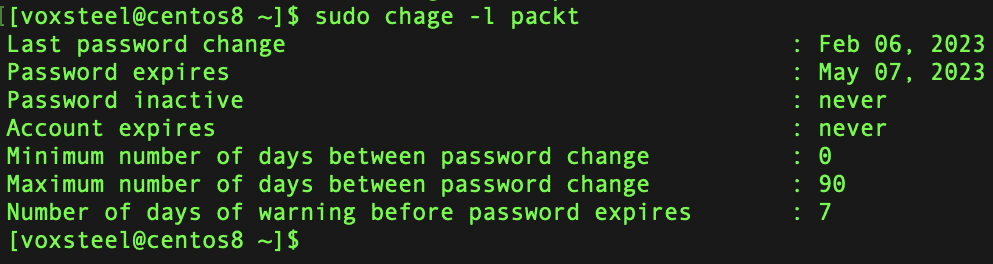 [[voxsteel@centos8 ~]$ sudo chage -l packt
Last password change : Feb 06, 2023
Password expires : May 07, 2023
Password inactive : never
Account expires : never
Minimum number of days between password change : 0
Maximum number of days between password change : 90
Number of days of warning before password expires : 7
[voxsteel@centos8 ~]$